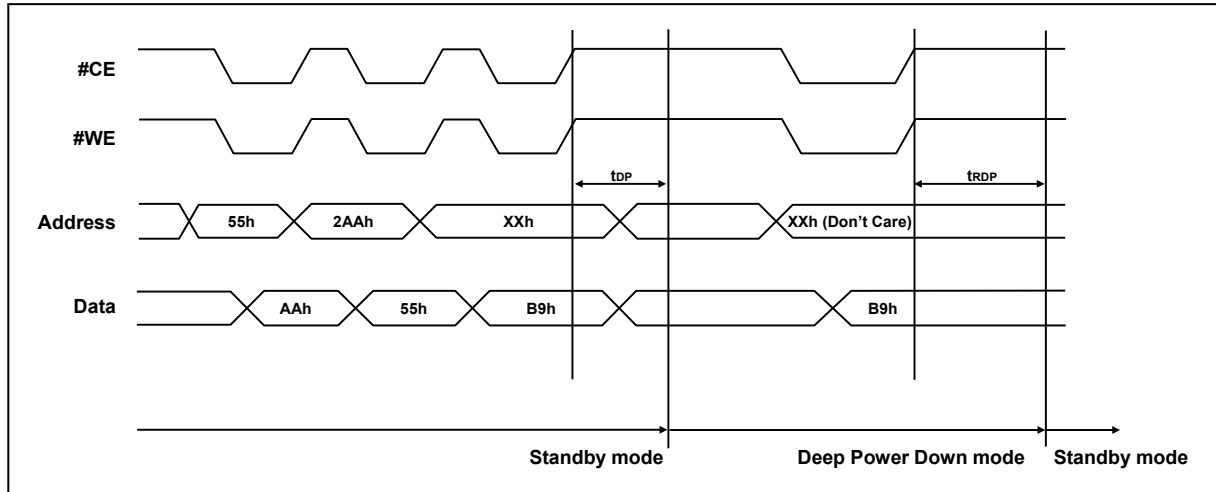 #CE
#WE
tDP
tRDP
Address
55h
2AAh
XXh
XXh (Don't Care)
Data
AAh
55h
B9h
B9h
Standby mode
Deep Power Down mode
Standby mode